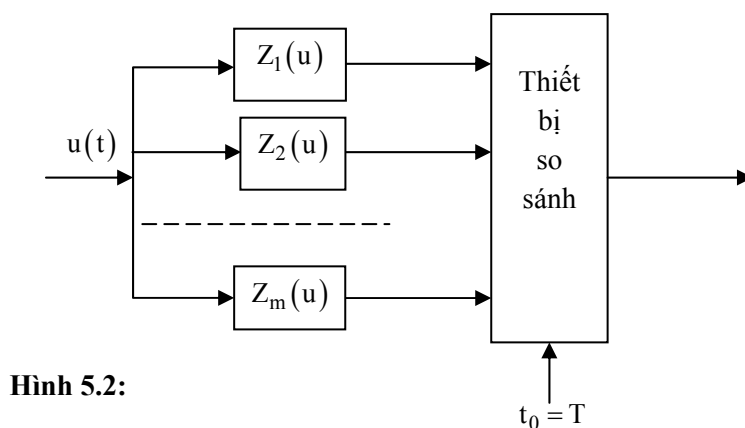 Z₁(u)
Thiết
bị
so
sánh
u(t)
Z₂(u)
Zₘ(u)
Hình 5.2:
t₀ = T